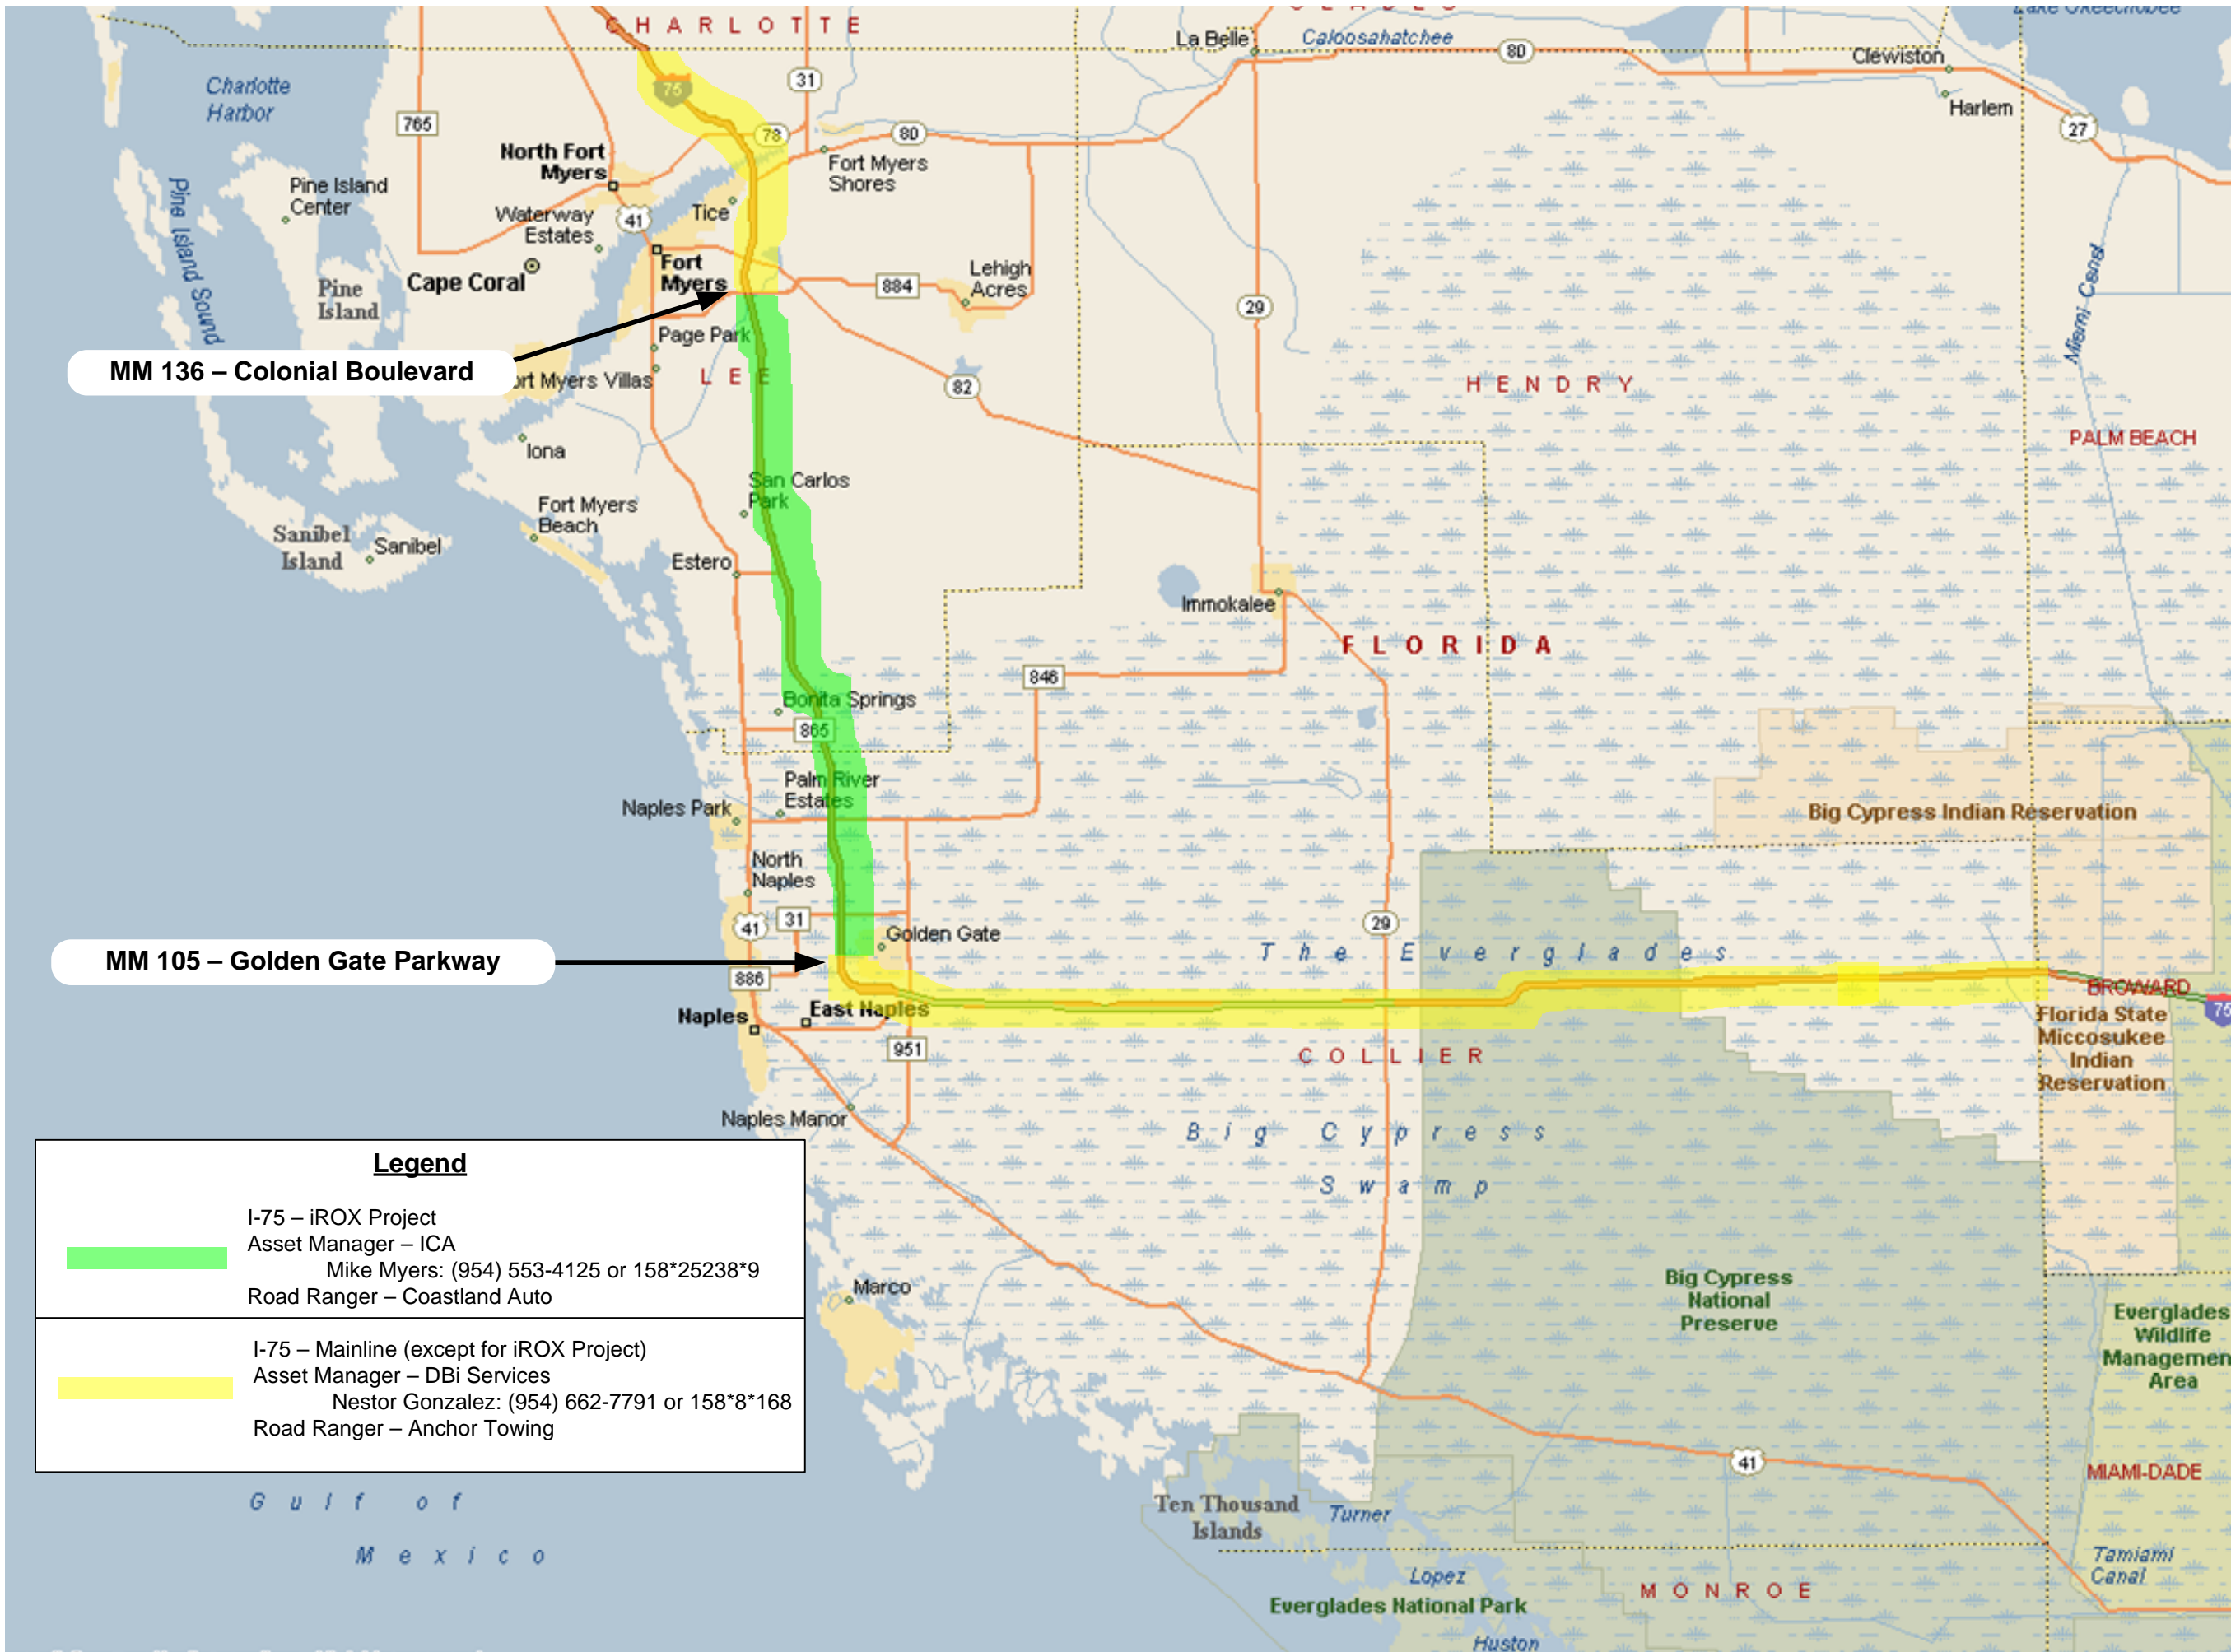 CHARLOTTE
Caloosahatchee
La Belle
80
Clewiston
Harlem
27
Charlotte
Harbor
75
31
765
78
80
North Fort
Myers
Fort Myers
Shores
Pine Island
Center
Pine Island Sound
Waterway
Estates
41
Tice
Fort
Myers
Cape Coral
Pine
Island
884
Lehigh
Acres
29
Miami Canal
Page Park
MM 136 – Colonial Boulevard
ort Myers Villas
LEE
82
HENDRY
PALM BEACH
Iona
San Carlos
Park
Fort Myers
Beach
Sanibel
Island
Sanibel
Estero
Immokalee
FLORIDA
846
Bonita Springs
865
Palm River
Estates
Naples Park
Big Cypress Indian Reservation
North
Naples
41
31
29
Golden Gate
The Everglades
MM 105 – Golden Gate Parkway
886
BROWARD
75
Naples
East Naples
Florida State
Miccosukee
Indian
Reservation
951
COLLIER
Naples Manor
Big Cypress
Swamp
Legend
I-75 – iROX Project
Asset Manager – ICA
Mike Myers: (954) 553-4125 or 158*25238*9
Road Ranger – Coastland Auto
I-75 – Mainline (except for iROX Project)
Asset Manager – DBi Services
Nestor Gonzalez: (954) 662-7791 or 158*8*168
Road Ranger – Anchor Towing
Marco
Big Cypress
National
Preserve
Everglades
Wildlife
Managemen
Area
41
MIAMI-DADE
Gulf of
Mexico
Ten Thousand
Islands
Turner
Tamiami
Canal
Lopez
MONROE
Everglades National Park
Huston